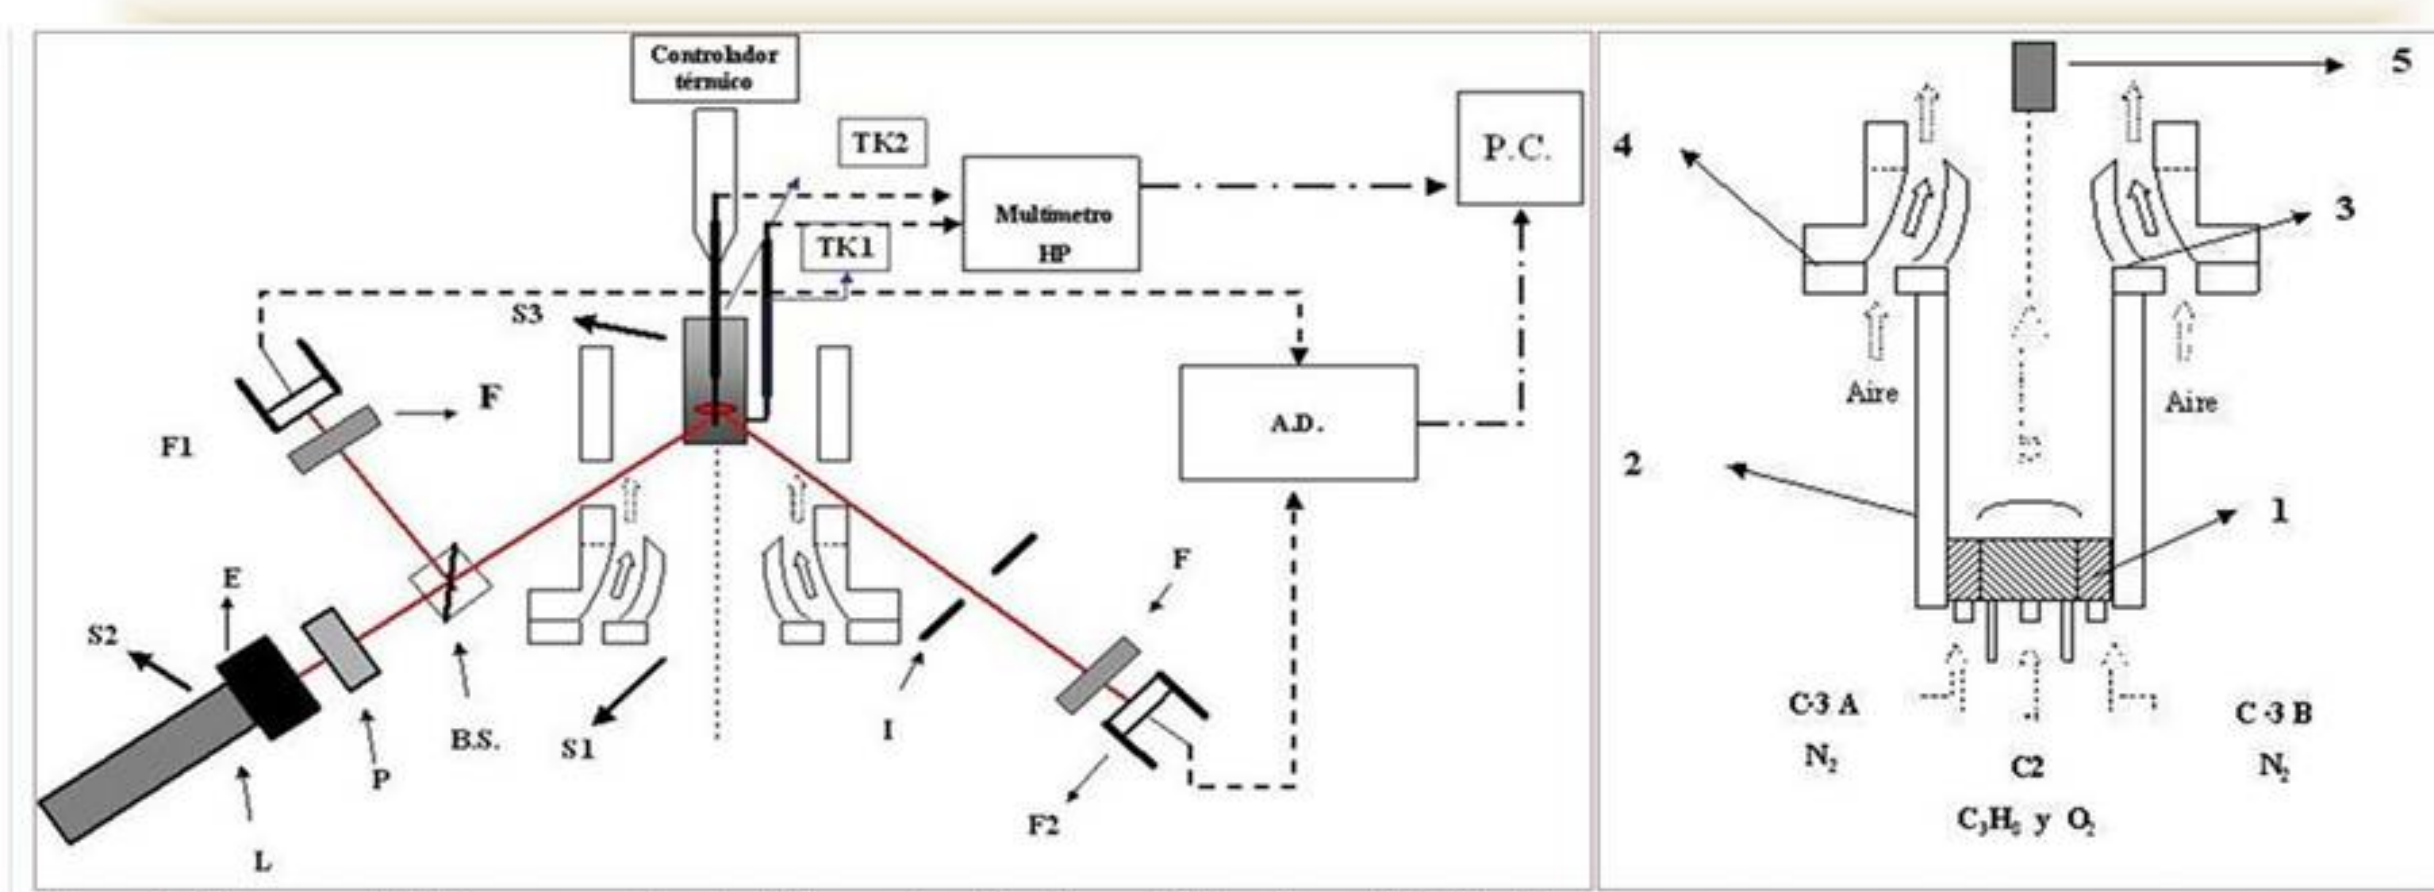 Controlador
térmico
TK2
P.C.
Multímetro
HP
TK1
S3
F
F1
A.D.
E
F
S2
B.S.
S1
I
P
F2
L
5
4
3
Aire
Aire
2
1
C-3 A
C-3 B
N₂
C2
N₂
C₃H₈ y O₂